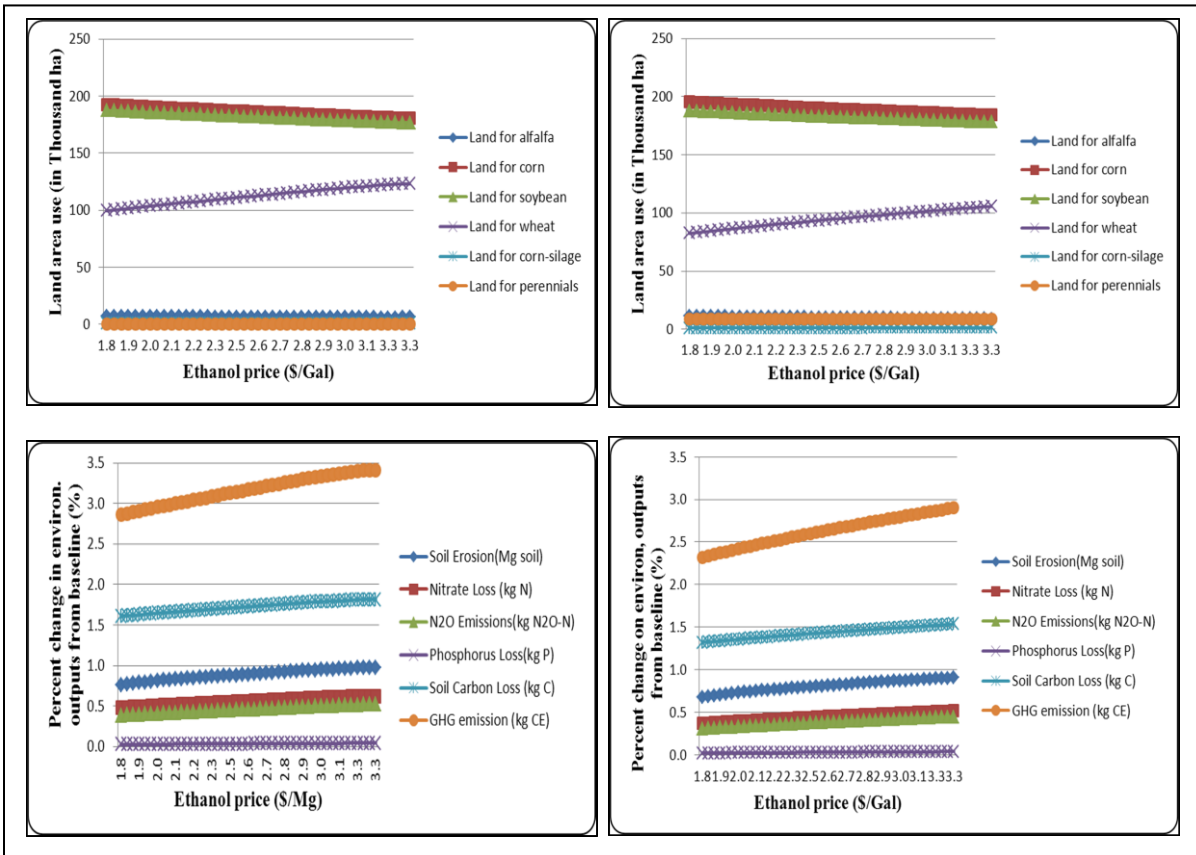 Land area use (in Thousand ha)
250
200
150
100
50
0
1.8 1.9 2.0 2.1 2.2 2.3 2.5 2.6 2.7 2.8 2.9 3.0 3.1 3.3 3.3
Ethanol price ($/Gal)
Land for alfalfa
Land for corn
Land for soybean
Land for wheat
Land for corn-silage
Land for perennials
Land area use (in Thousand ha)
250
200
150
100
50
0
1.8 1.9 2.0 2.1 2.2 2.3 2.5 2.6 2.7 2.8 2.9 3.0 3.1 3.3 3.3
Ethanol price ($/Gal)
Land for alfalfa
Land for corn
Land for soybean
Land for wheat
Land for corn-silage
Land for perennials
Percent change in environ.
outputs from baseline (%)
3.5
3.0
2.5
2.0
1.5
1.0
0.5
0.0
1.8 1.9 2.0 2.1 2.2 2.3 2.5 2.6 2.7 2.8 2.9 3.0 3.1 3.3 3.3
Ethanol price ($/Mg)
Soil Erosion(Mg soil)
Nitrate Loss (kg N)
N2O Emissions(kg N2O-N)
Phosphorus Loss(kg P)
Soil Carbon Loss (kg C)
GHG emission (kg CE)
Percent change on environ, outputs
from baseline (%)
3.5
3.0
2.5
2.0
1.5
1.0
0.5
0.0
1.81.92.02.12.22.32.52.62.72.82.93.03.13.33.3
Ethanol price ($/Gal)
Soil Erosion(Mg soil)
Nitrate Loss (kg N)
N2O Emissions(kg N2O-N)
Phosphorus Loss(kg P)
Soil Carbon Loss (kg C)
GHG emission (kg CE)